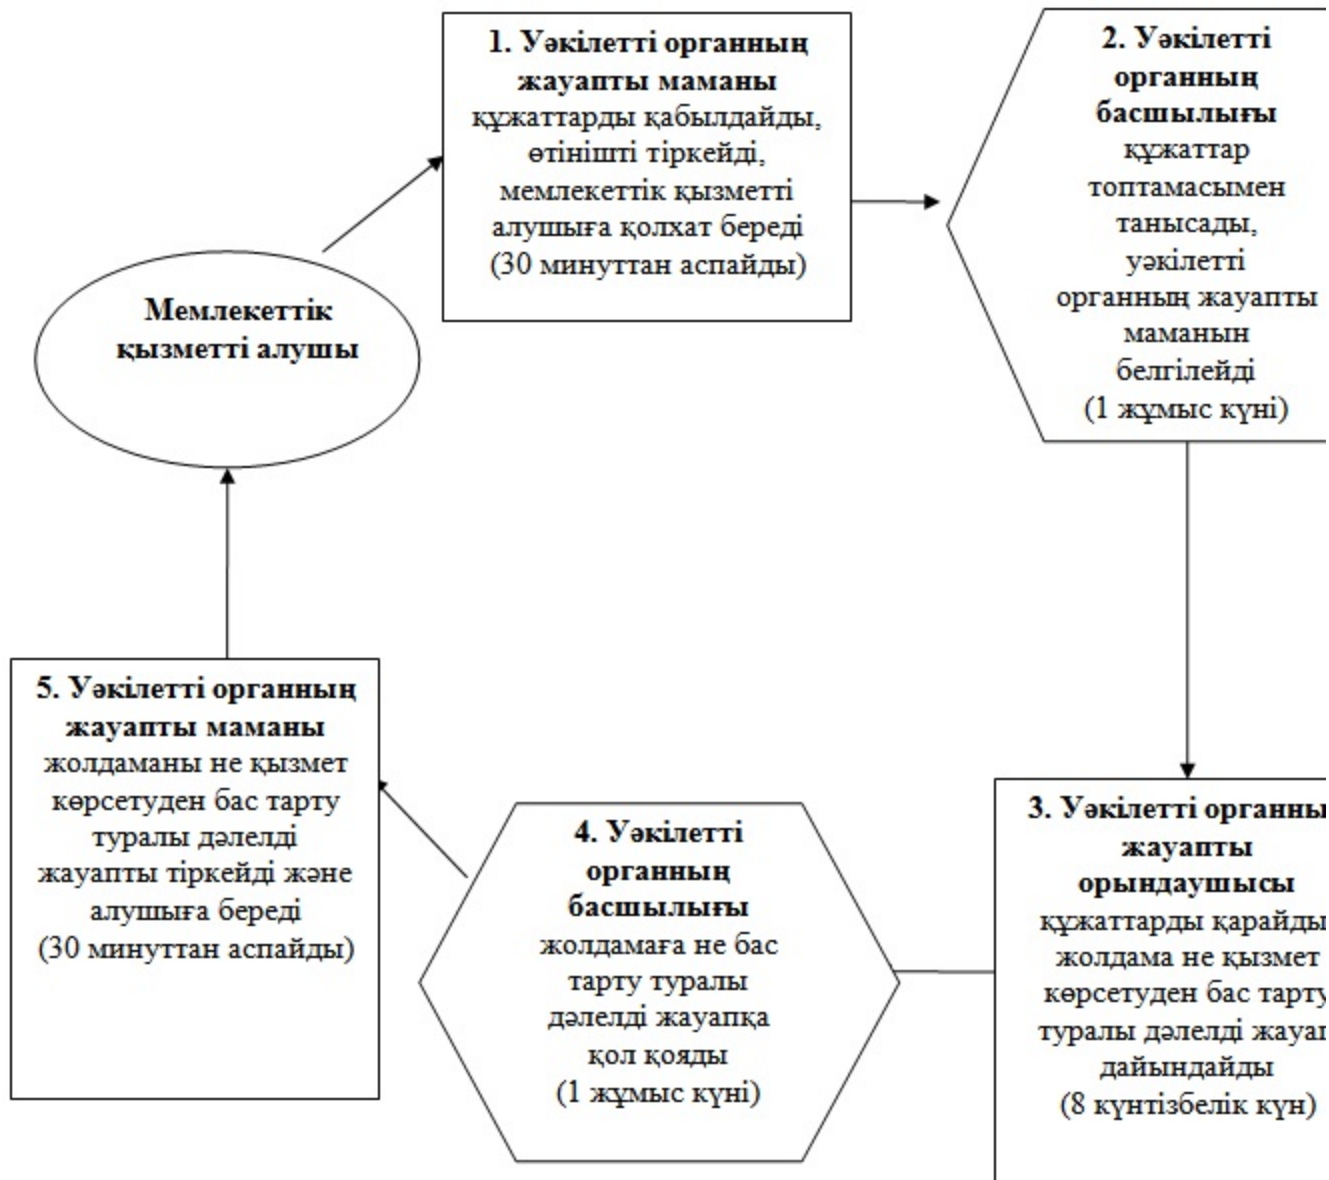 1. Уәкілетті органның
жауапты маманы
құжаттарды қабылдайды,
өтінішті тіркейді,
мемлекеттік қызметті
алушыға қолхат береді
(30 минуттан аспайды)
2. Уәкілетті
органның
басшылығы
құжаттар
топтамасымен
танысады,
уәкілетті
органның жауапты
маманын
белгілейді
(1 жұмыс күні)
Мемлекеттік
қызметті алушы
5. Уәкілетті органның
жауапты маманы
жолдаманы не қызмет
көрсетуден бас тарту
туралы дәлелді
жауапты тіркейді және
алушыға береді
(30 минуттан аспайды)
4. Уәкілетті
органның
басшылығы
жолдамаға не бас
тарту туралы
дәлелді жауапқа
қол қояды
(1 жұмыс күні)
3. Уәкілетті
жауапты
орындаушысы
құжаттарды қарайды
жолдама не қызмет
көрсетуден бас тарту
туралы дәлелді
дайындайды
(8 күнтізбелік күн)